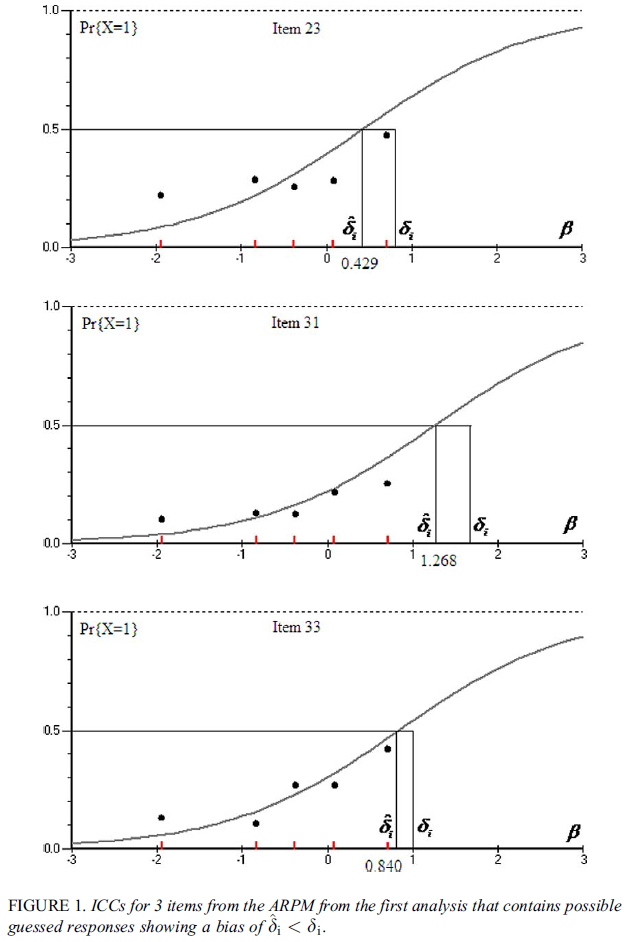 1.0
Pr{X=1}
Item 23
0.5
0.0
δ̂ᵢ δᵢ β
-3 -2 -1 0 1 2 3
0.429
1.0
Pr{X=1}
Item 31
0.5
0.0
δ̂ᵢ δᵢ β
-3 -2 -1 0 1 2 3
1.268
1.0
Pr{X=1}
Item 33
0.5
0.0
δ̂ᵢ δᵢ β
-3 -2 -1 0 1 2 3
0.840
FIGURE 1. ICCs for 3 items from the ARPM from the first analysis that contains possible
guessed responses showing a bias of δ̂ᵢ < δᵢ.